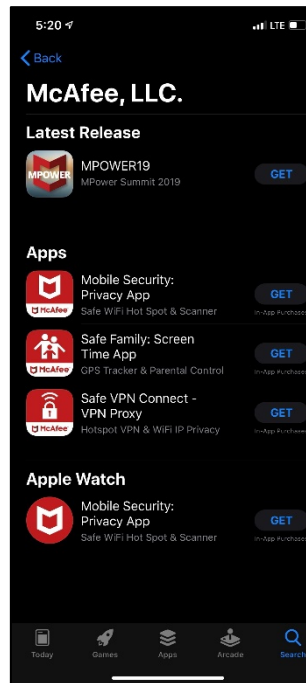 5:20
LTE
Back
McAfee, LLC.
Latest Release
MPOWER
MPOWER19
MPower Summit 2019
GET
Apps
McAfee
Mobile Security:
Privacy App
Safe WiFi Hot Spot & Scanner
GET
In-App Purchases
McAfee
Safe Family: Screen
Time App
GPS Tracker & Parental Control
GET
In-App Purchases
McAfee
Safe VPN Connect -
VPN Proxy
Hotspot VPN & WiFi IP Privacy
GET
In-App Purchases
Apple Watch
Mobile Security:
Privacy App
Safe WiFi Hot Spot & Scanner
GET
In-App Purchases
Today
Games
Apps
Arcade
Search